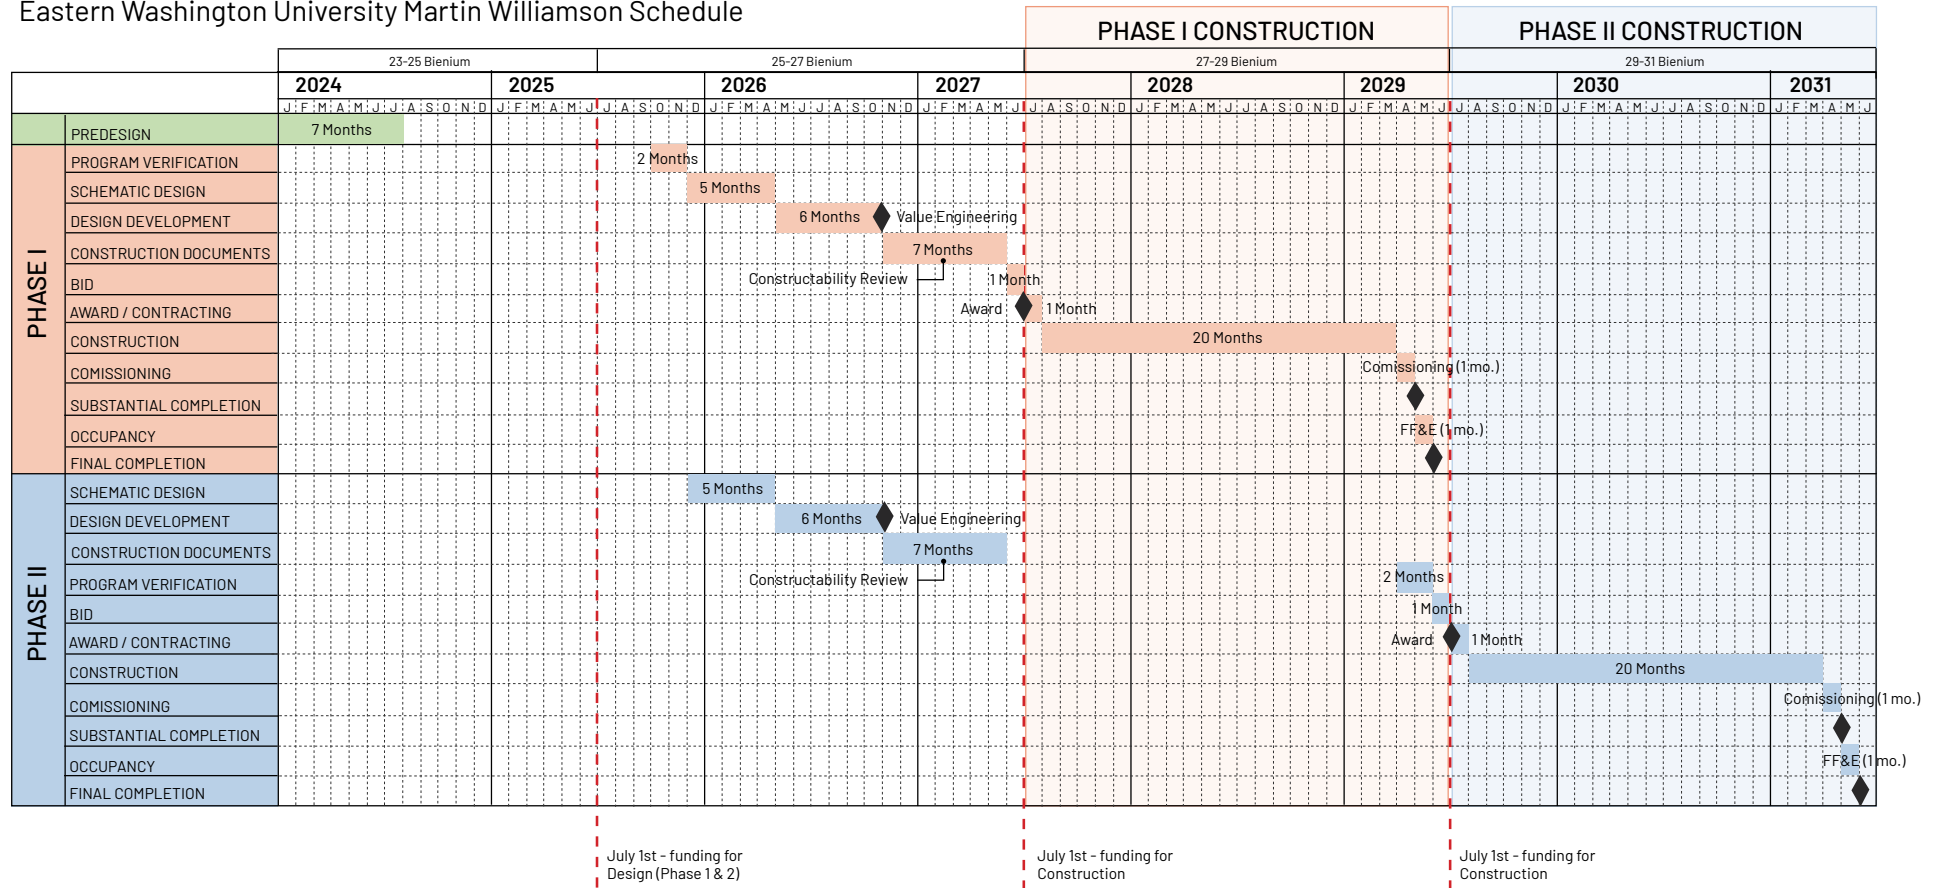 Eastern Washington University Martin Williamson Schedule
PHASE I CONSTRUCTION
PHASE II CONSTRUCTION
23-25 Bienium
25-27 Bienium
27-29 Bienium
29-31 Bienium
2024
2025
2026
2027
2028
2029
2030
2031
J F M A M J J A S O N D J F M A M J J A S O N D J F M A M J J A S O N D J F M A M J J A S O N D J F M A M J J A S O N D J F M A M J J A S O N D J F M A M J J A S O N D J F M A M J
PREDESIGN
7 Months
PHASE I
PROGRAM VERIFICATION
2 Months
SCHEMATIC DESIGN
5 Months
DESIGN DEVELOPMENT
6 Months
Value Engineering
CONSTRUCTION DOCUMENTS
7 Months
Constructability Review
BID
1 Month
AWARD / CONTRACTING
Award
1 Month
CONSTRUCTION
20 Months
COMISSIONING
Comissioning (1 mo.)
SUBSTANTIAL COMPLETION
OCCUPANCY
FF&E (1 mo.)
FINAL COMPLETION
PHASE II
SCHEMATIC DESIGN
5 Months
DESIGN DEVELOPMENT
6 Months
Value Engineering
CONSTRUCTION DOCUMENTS
7 Months
Constructability Review
PROGRAM VERIFICATION
2 Months
BID
1 Month
AWARD / CONTRACTING
Award
1 Month
CONSTRUCTION
20 Months
COMISSIONING
Comissioning (1 mo.)
SUBSTANTIAL COMPLETION
OCCUPANCY
FF&E (1 mo.)
FINAL COMPLETION
July 1st - funding for
Design (Phase 1 & 2)
July 1st - funding for
Construction
July 1st - funding for
Construction